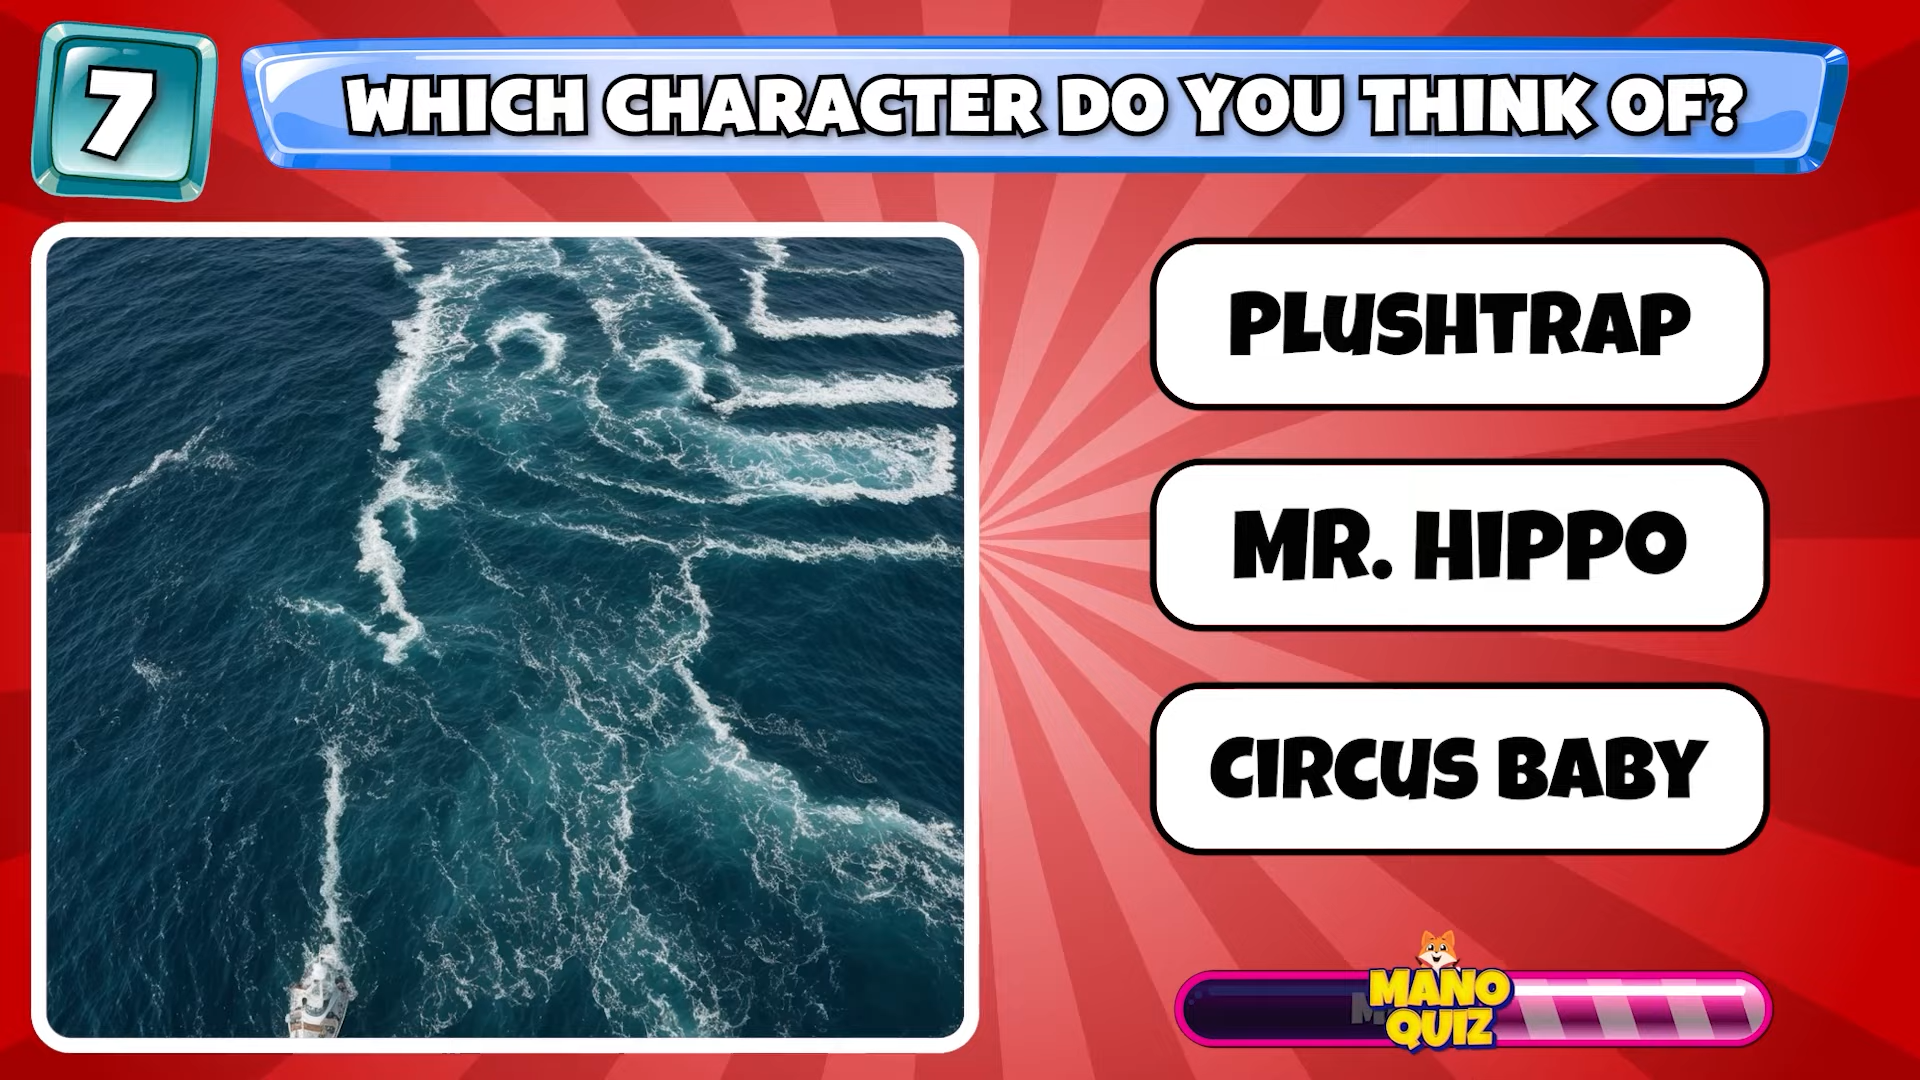 7
WHICH CHARACTER DO YOU THINK OF?
PLUSHTRAP
MR. HIPPO
CIRCUS BABY
MANO
QUIZ